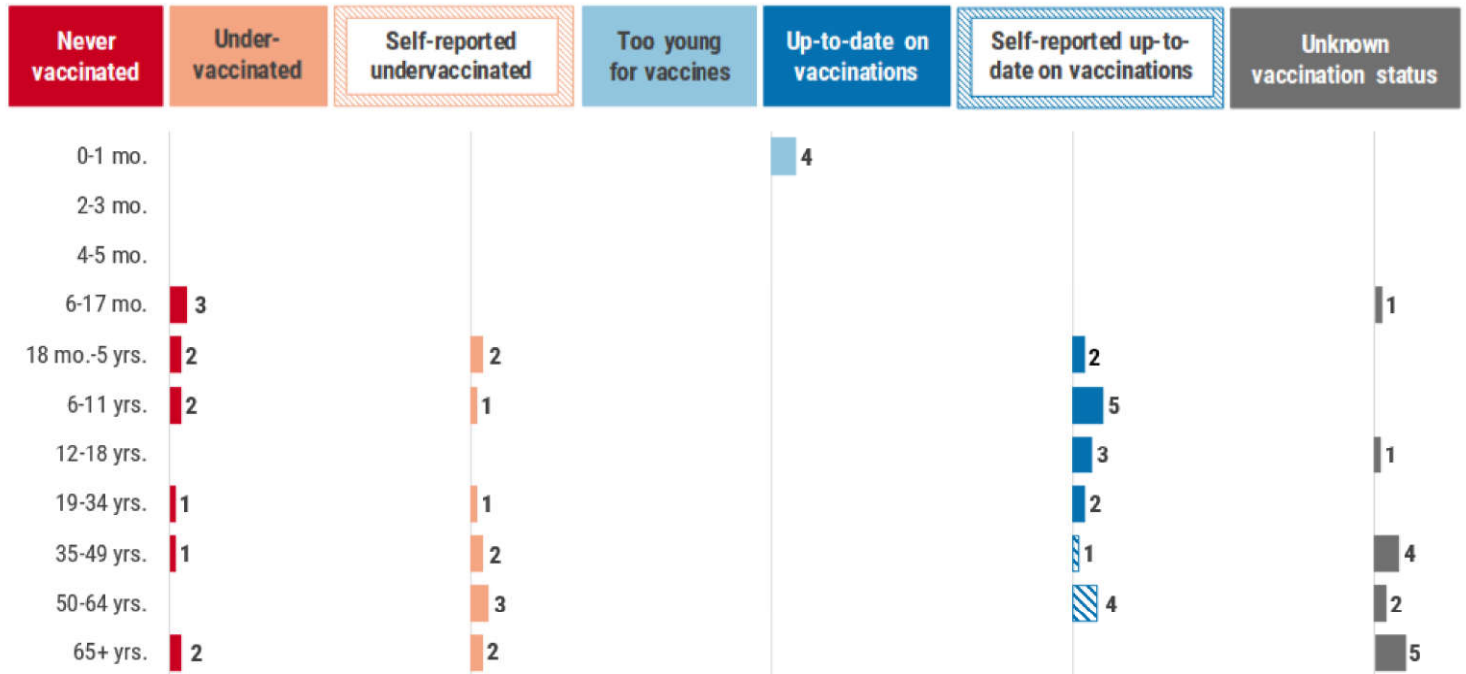 Never
vaccinated
Under-
vaccinated
Self-reported
undervaccinated
Too young
for vaccines
Up-to-date on
vaccinations
Self-reported up-to-
date on vaccinations
Unknown
vaccination status
0-1 mo. 4
2-3 mo.
4-5 mo.
6-17 mo. 3 1
18 mo.-5 yrs. 2 2 2
6-11 yrs. 2 1 5
12-18 yrs. 3 1
19-34 yrs. 1 1 2
35-49 yrs. 1 2 1 4
50-64 yrs. 3 4 2
65+ yrs. 2 2 5